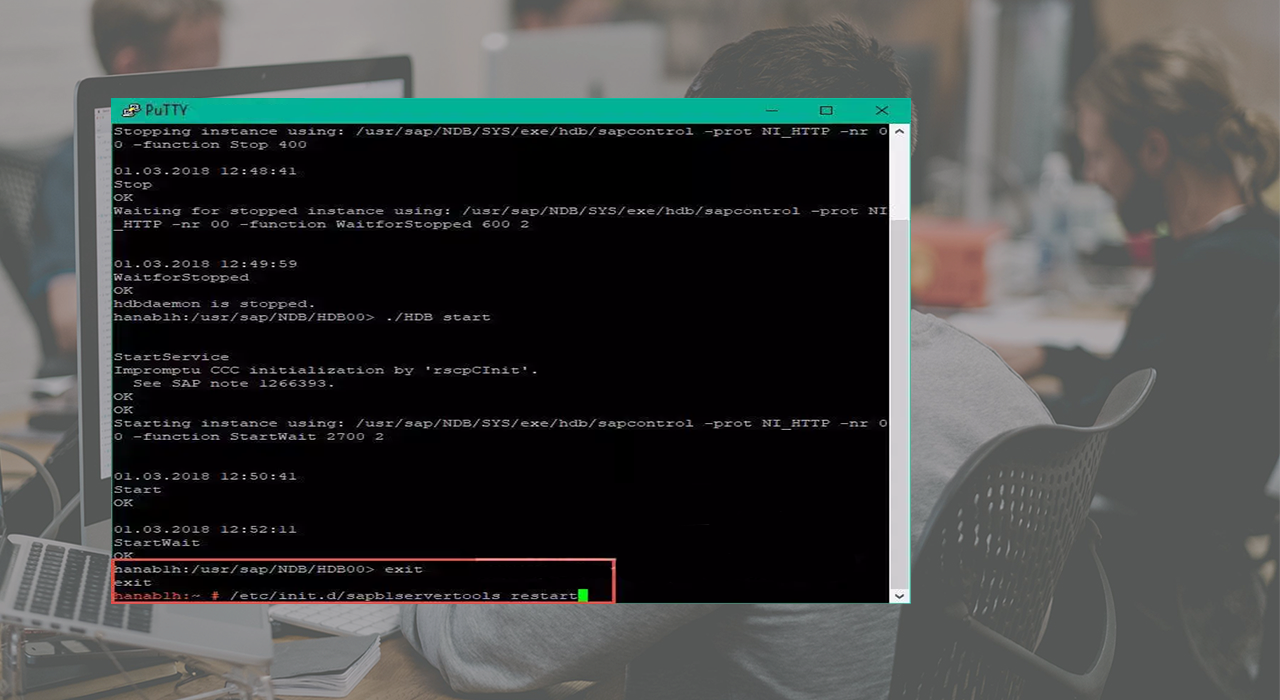 PuTTY
Stopping instance using: /usr/sap/NDB/SYS/exe/hdb/sapcontrol -prot NI_HTTP -nr 0
0 -function Stop 400
01.03.2018 12:48:41
Stop
OK
Waiting for stopped instance using: /usr/sap/NDB/SYS/exe/hdb/sapcontrol -prot NI
_HTTP -nr 00 -function WaitforStopped 600 2
01.03.2018 12:49:59
WaitforStopped
OK
hdbdaemon is stopped.
hanablh:/usr/sap/NDB/HDB00> ./HDB start
StartService
Impromptu CCC initialization by 'rscpCInit'.
See SAP note 1266393.
OK
OK
Starting instance using: /usr/sap/NDB/SYS/exe/hdb/sapcontrol -prot NI_HTTP -nr 0
0 -function StartWait 2700 2
01.03.2018 12:50:41
Start
OK
01.03.2018 12:52:11
StartWait
OK
hanablh:/usr/sap/NDB/HDB00> exit
exit
hanablh:~ # /etc/init.d/sapblservertools restart